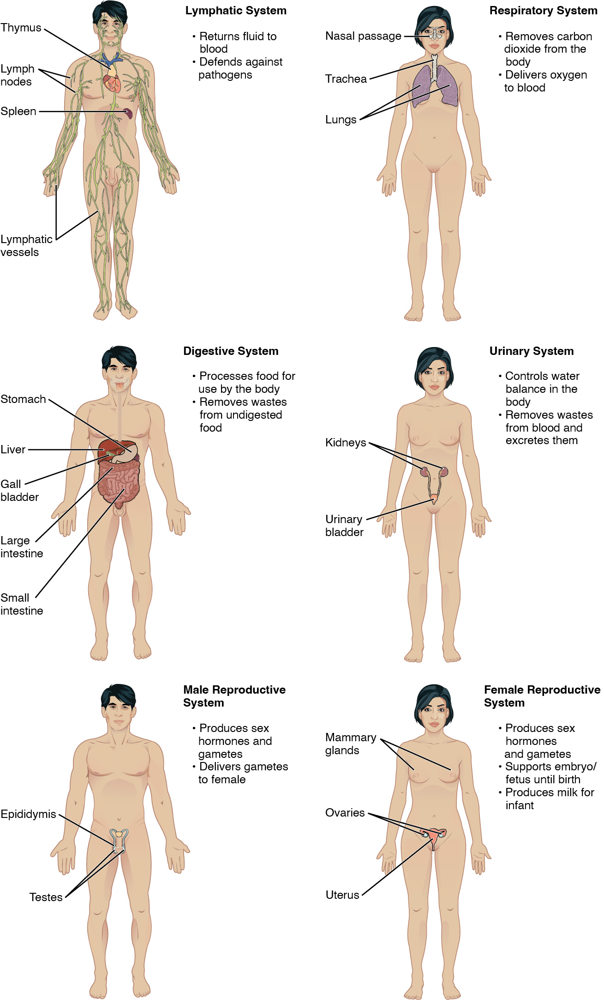 Lymphatic System
• Returns fluid to
blood
• Defends against
pathogens
Thymus
Lymph
nodes
Spleen
Lymphatic
vessels
Respiratory System
• Removes carbon
dioxide from the
body
• Delivers oxygen
to blood
Nasal passage
Trachea
Lungs
Digestive System
• Processes food for
use by the body
• Removes wastes
from undigested
food
Stomach
Liver
Gall
bladder
Large
intestine
Small
intestine
Urinary System
• Controls water
balance in the
body
• Removes wastes
from blood and
excretes them
Kidneys
Urinary
bladder
Male Reproductive
System
• Produces sex
hormones and
gametes
• Delivers gametes
to female
Epididymis
Testes
Female Reproductive
System
• Produces sex
hormones
and gametes
• Supports embryo/
fetus until birth
• Produces milk for
infant
Mammary
glands
Ovaries
Uterus